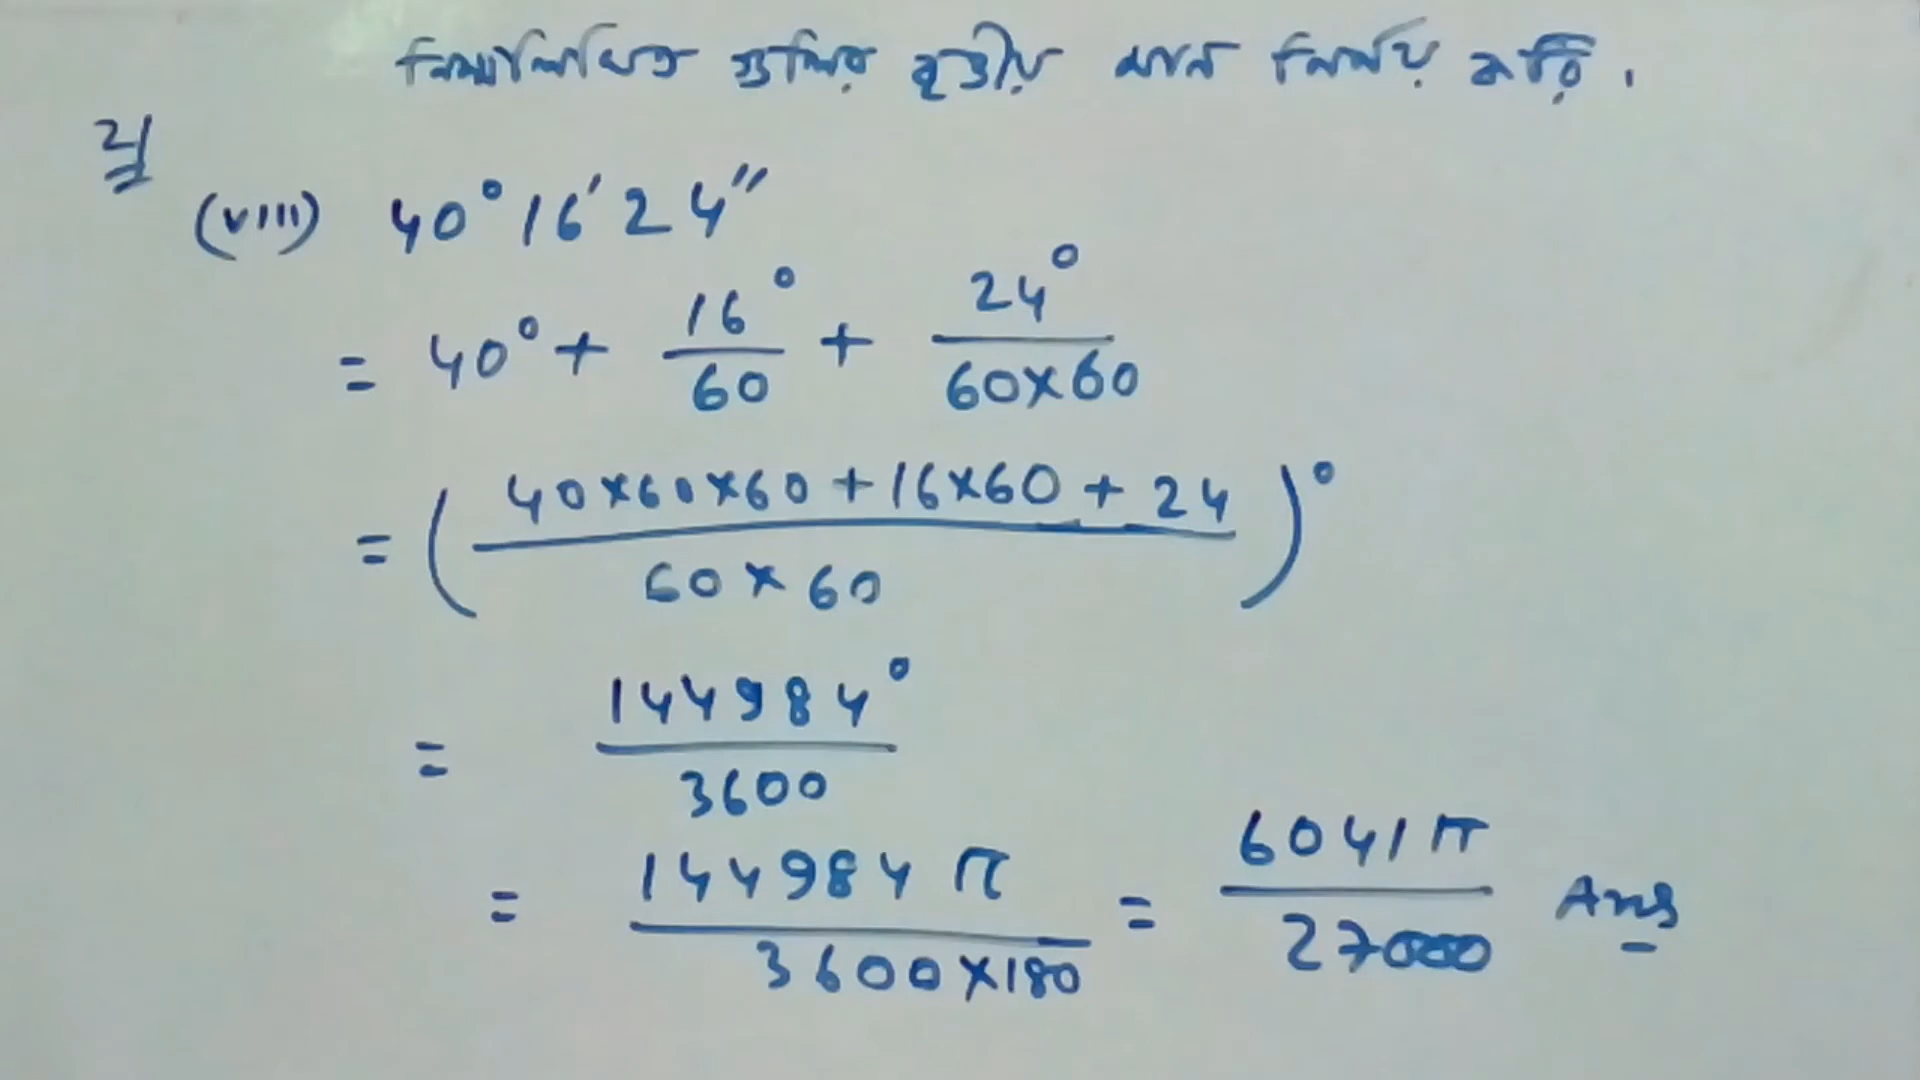 নিম্নলিখিত গুলির বৃত্তীয় মান নির্ণয় করি।
2|
(VIII) 40°16′24″
= 40° + 16°/60 + 24°/60×60
= (40×60×60+16×60+24/60×60)°
= 144984°/3600
= 144984π/3600×180 = 6041π/27000 Ans